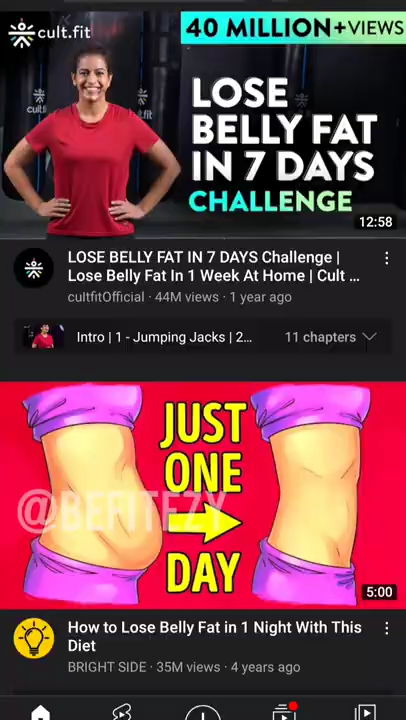 cult.fit
40 MILLION+VIEWS
LOSE
BELLY FAT
IN 7 DAYS
CHALLENGE
12:58
LOSE BELLY FAT IN 7 DAYS Challenge |
Lose Belly Fat In 1 Week At Home | Cult ...
cultfitOfficial · 44M views · 1 year ago
Intro | 1 - Jumping Jacks | 2... 11 chapters
JUST
ONE
DAY
@BEFITEZY
5:00
How to Lose Belly Fat in 1 Night With This
Diet
BRIGHT SIDE · 35M views · 4 years ago